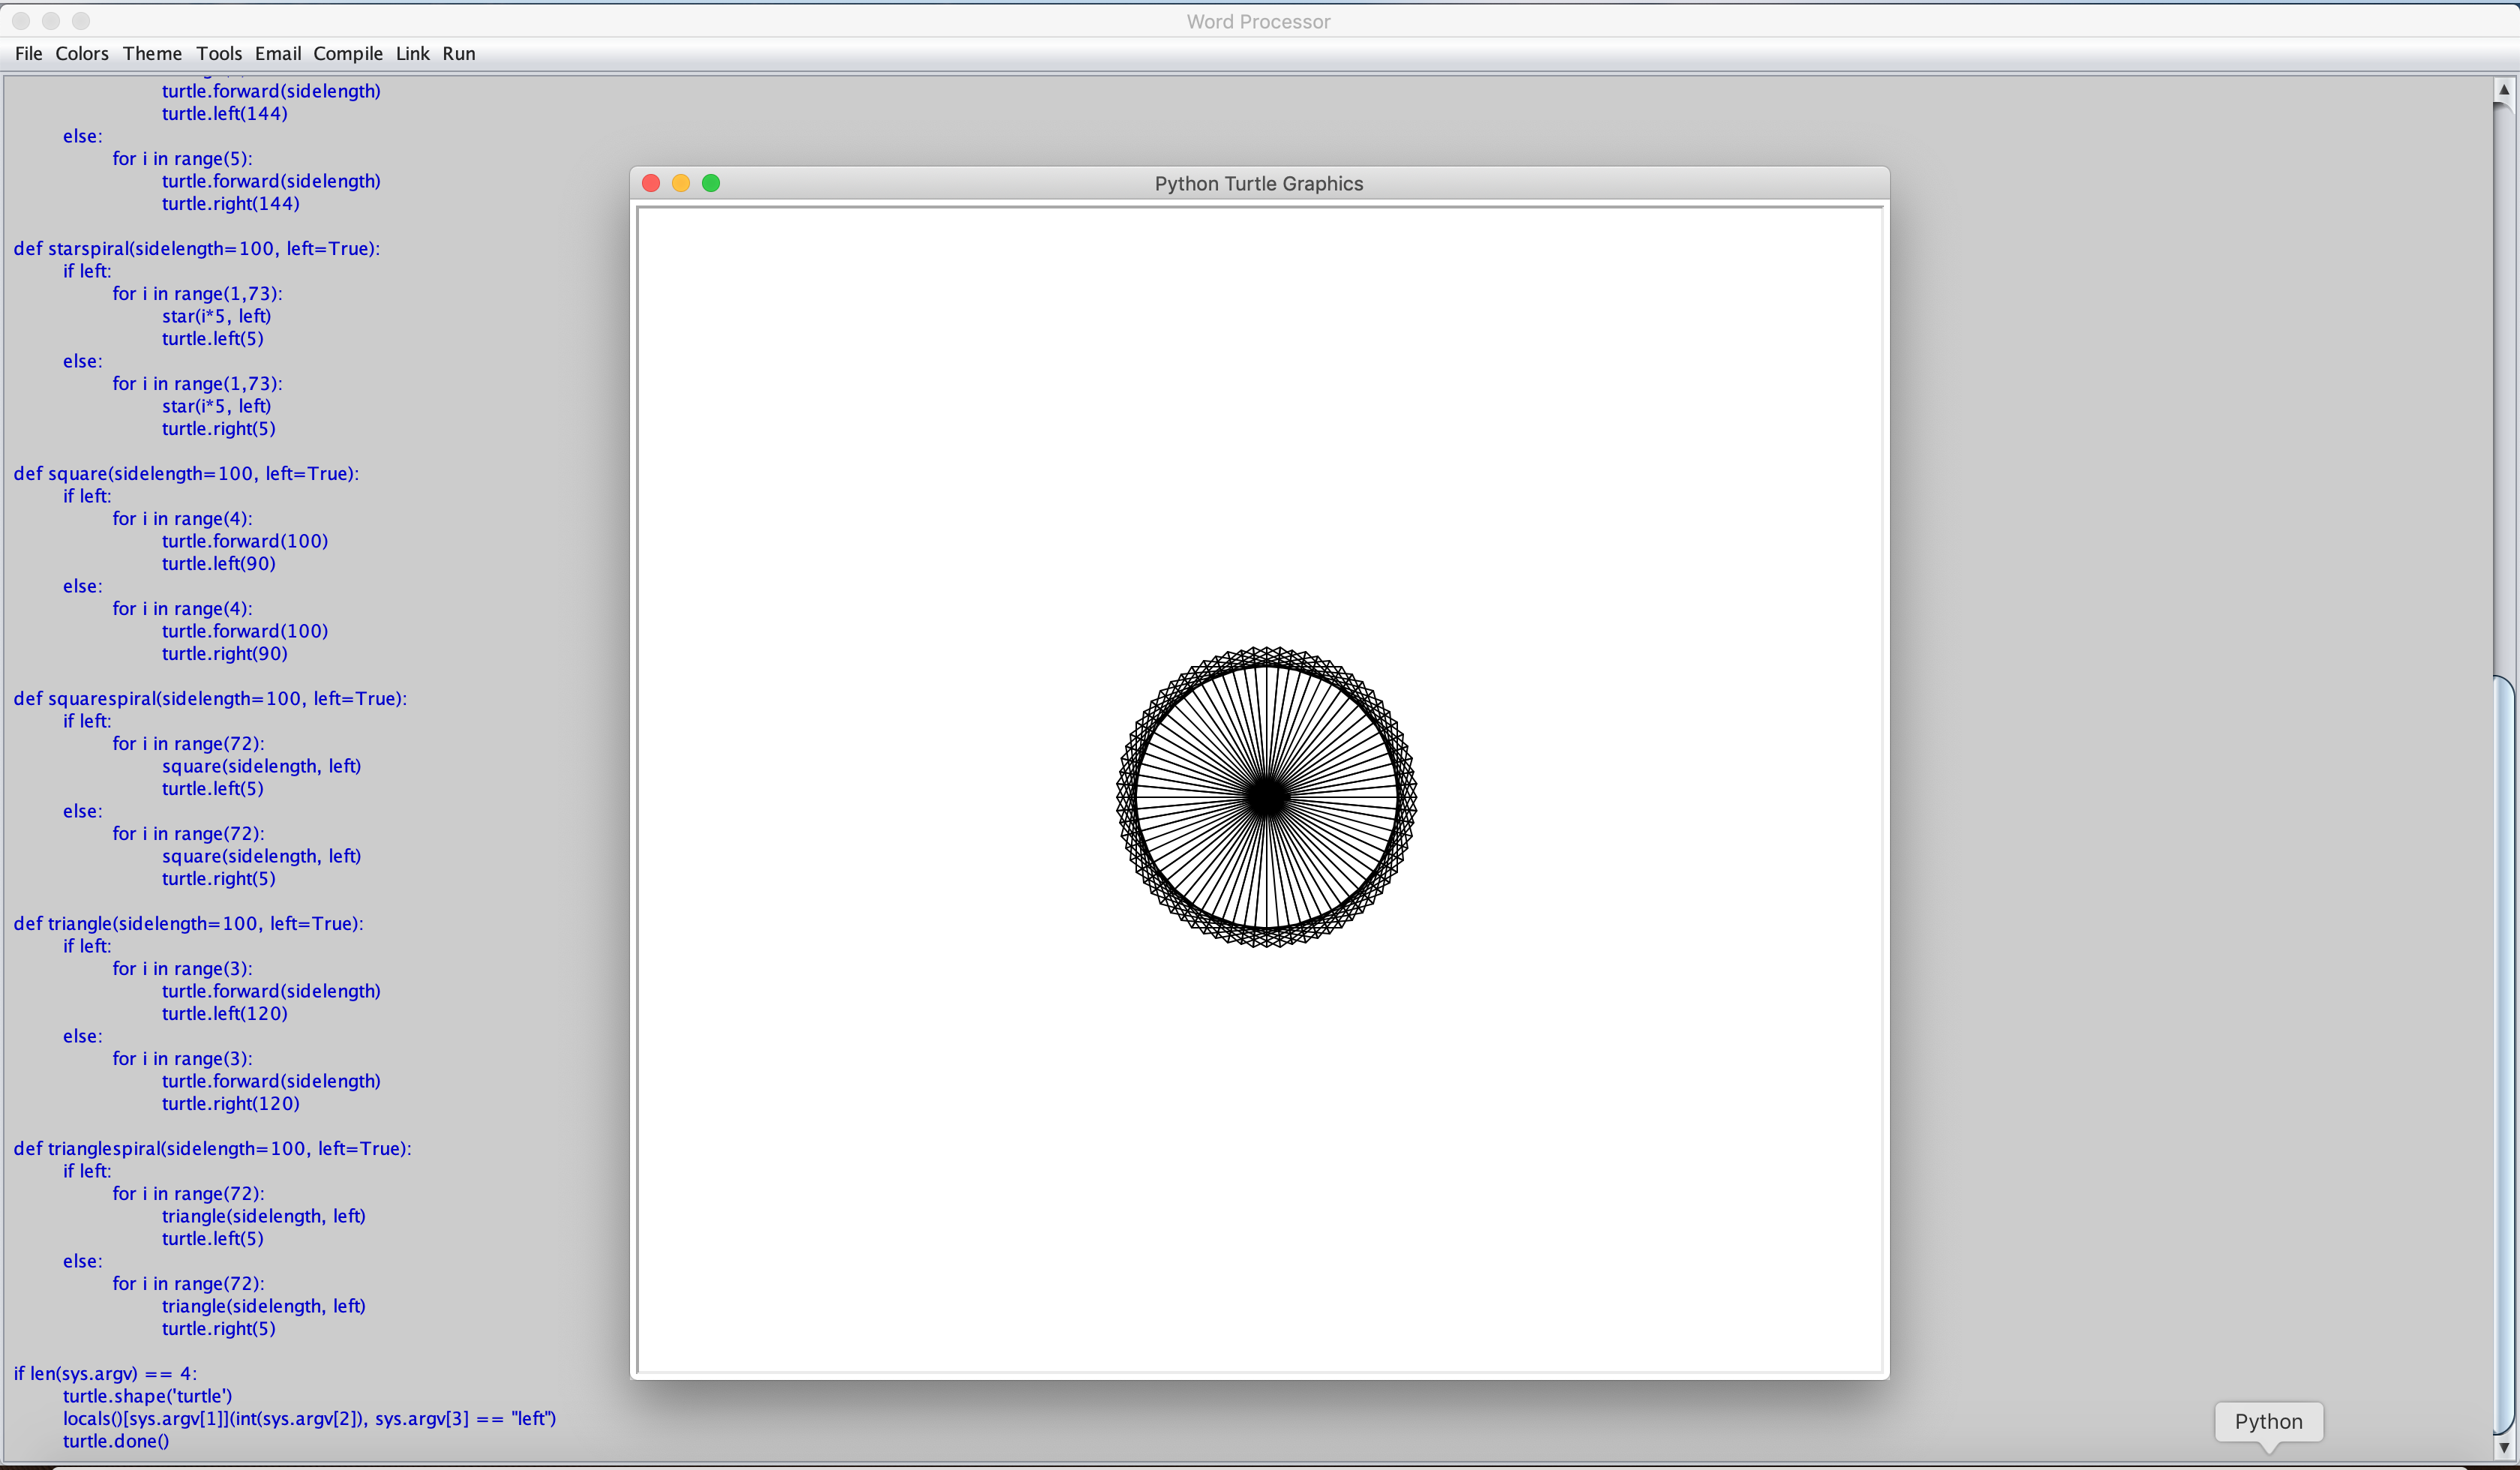 Word Processor
File Colors Theme Tools Email Compile Link Run
turtle.forward(sidelength)
turtle.left(144)
else:
for i in range(5):
turtle.forward(sidelength)
turtle.right(144)
def starspiral(sidelength=100, left=True):
if left:
for i in range(1,73):
star(i*5, left)
turtle.left(5)
else:
for i in range(1,73):
star(i*5, left)
turtle.right(5)
def square(sidelength=100, left=True):
if left:
for i in range(4):
turtle.forward(100)
turtle.left(90)
else:
for i in range(4):
turtle.forward(100)
turtle.right(90)
def squarespiral(sidelength=100, left=True):
if left:
for i in range(72):
square(sidelength, left)
turtle.left(5)
else:
for i in range(72):
square(sidelength, left)
turtle.right(5)
def triangle(sidelength=100, left=True):
if left:
for i in range(3):
turtle.forward(sidelength)
turtle.left(120)
else:
for i in range(3):
turtle.forward(sidelength)
turtle.right(120)
def trianglespiral(sidelength=100, left=True):
if left:
for i in range(72):
triangle(sidelength, left)
turtle.left(5)
else:
for i in range(72):
triangle(sidelength, left)
turtle.right(5)
if len(sys.argv) == 4:
turtle.shape('turtle')
locals()[sys.argv[1]](int(sys.argv[2]), sys.argv[3] == "left")
turtle.done()
Python Turtle Graphics
Python